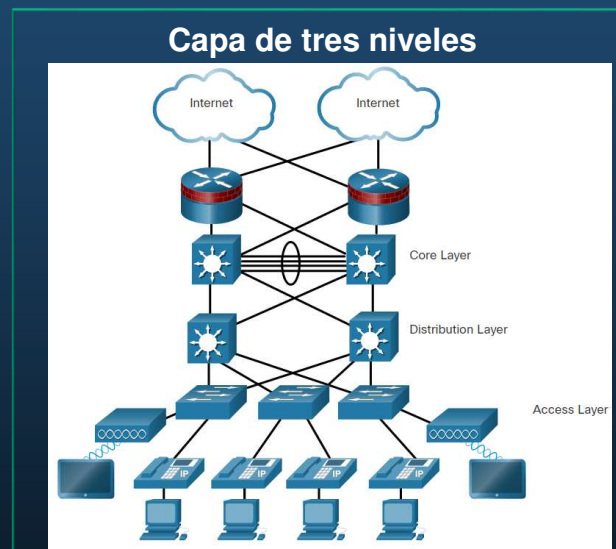 Capa de tres niveles
Internet
Internet
Core Layer
Distribution Layer
Access Layer
IP
IP
IP
IP